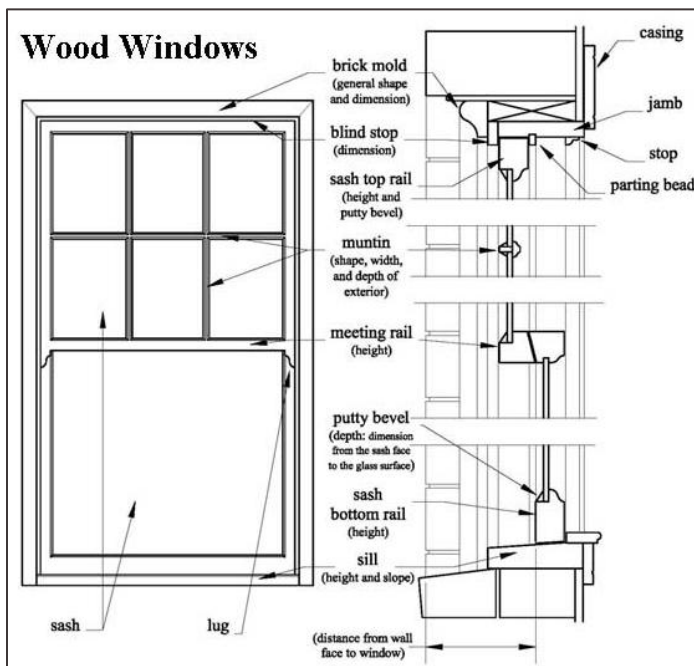 Wood Windows
brick mold
(general shape
and dimension)
blind stop
(dimension)
sash top rail
(height and
putty bevel)
muntin
(shape, width,
and depth of
exterior)
meeting rail
(height)
putty bevel
(depth: dimension
from the sash face
to the glass surface)
sash
bottom rail
(height)
sill
(height and slope)
(distance from wall
face to window)
sash
lug
casing
jamb
stop
parting bead